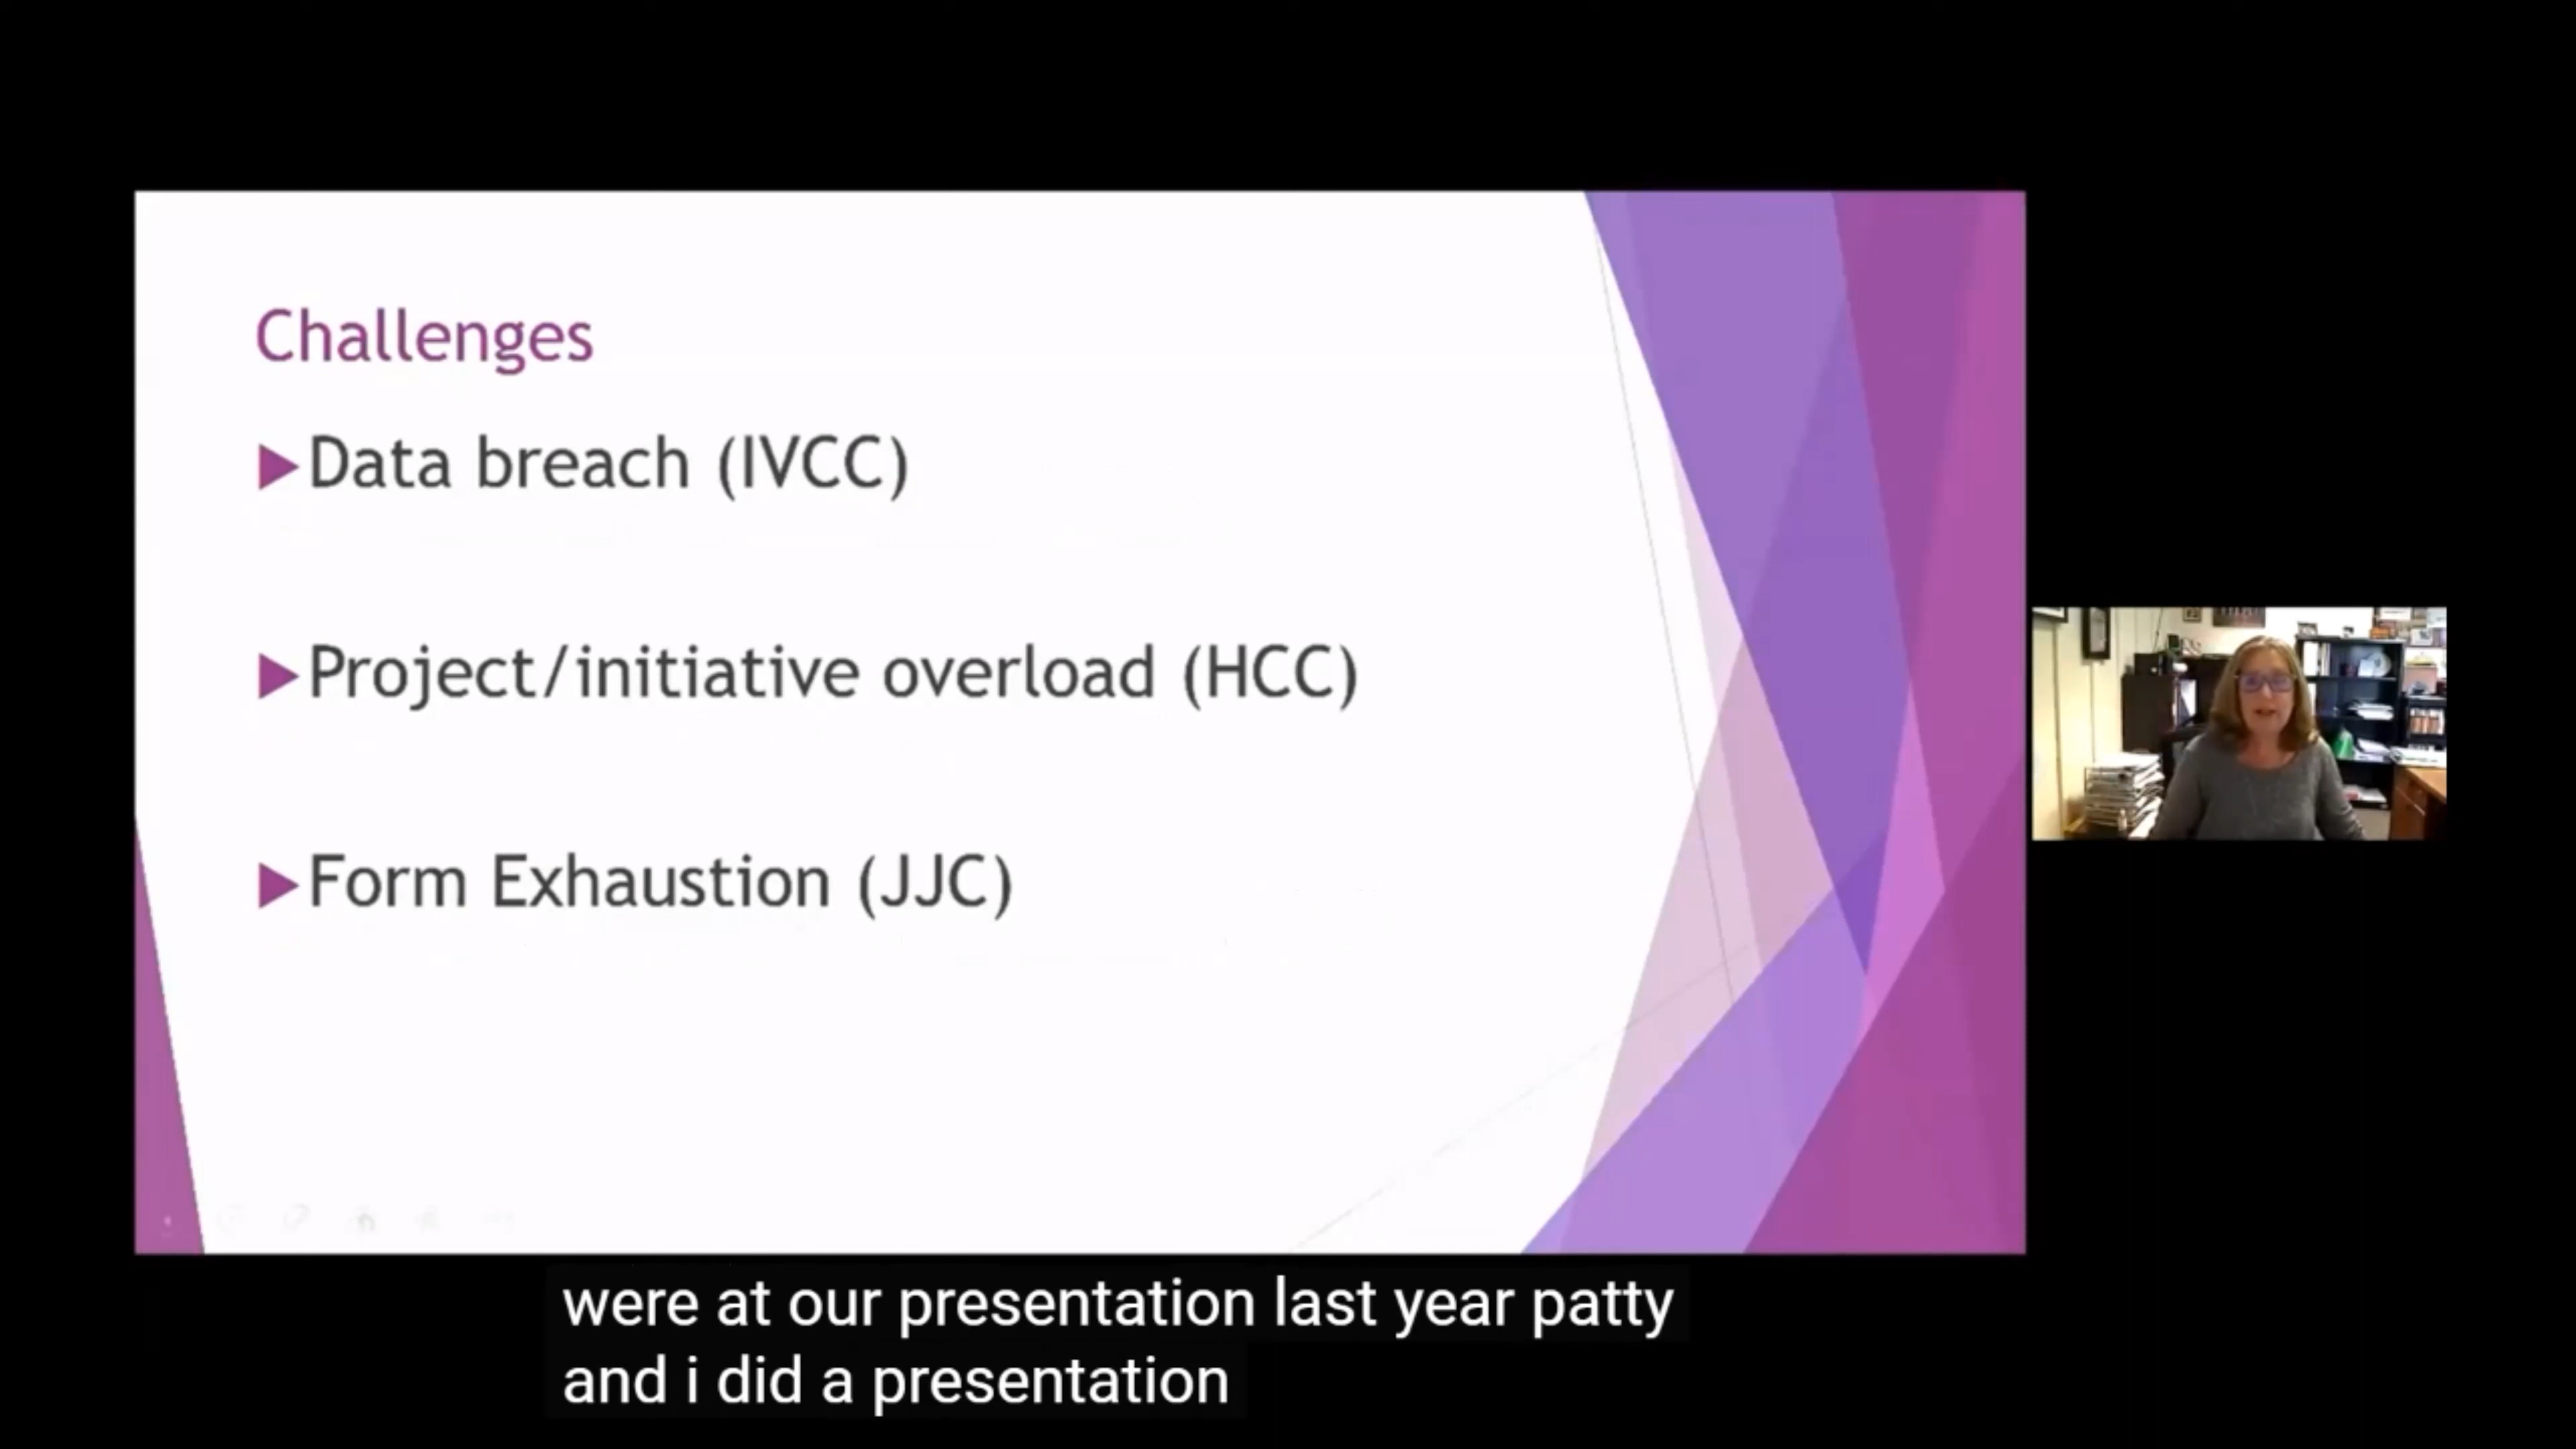 Challenges
Data breach (IVCC)
Project/initiative overload (HCC)
Form Exhaustion (JJC)
were at our presentation last year patty
and i did a presentation